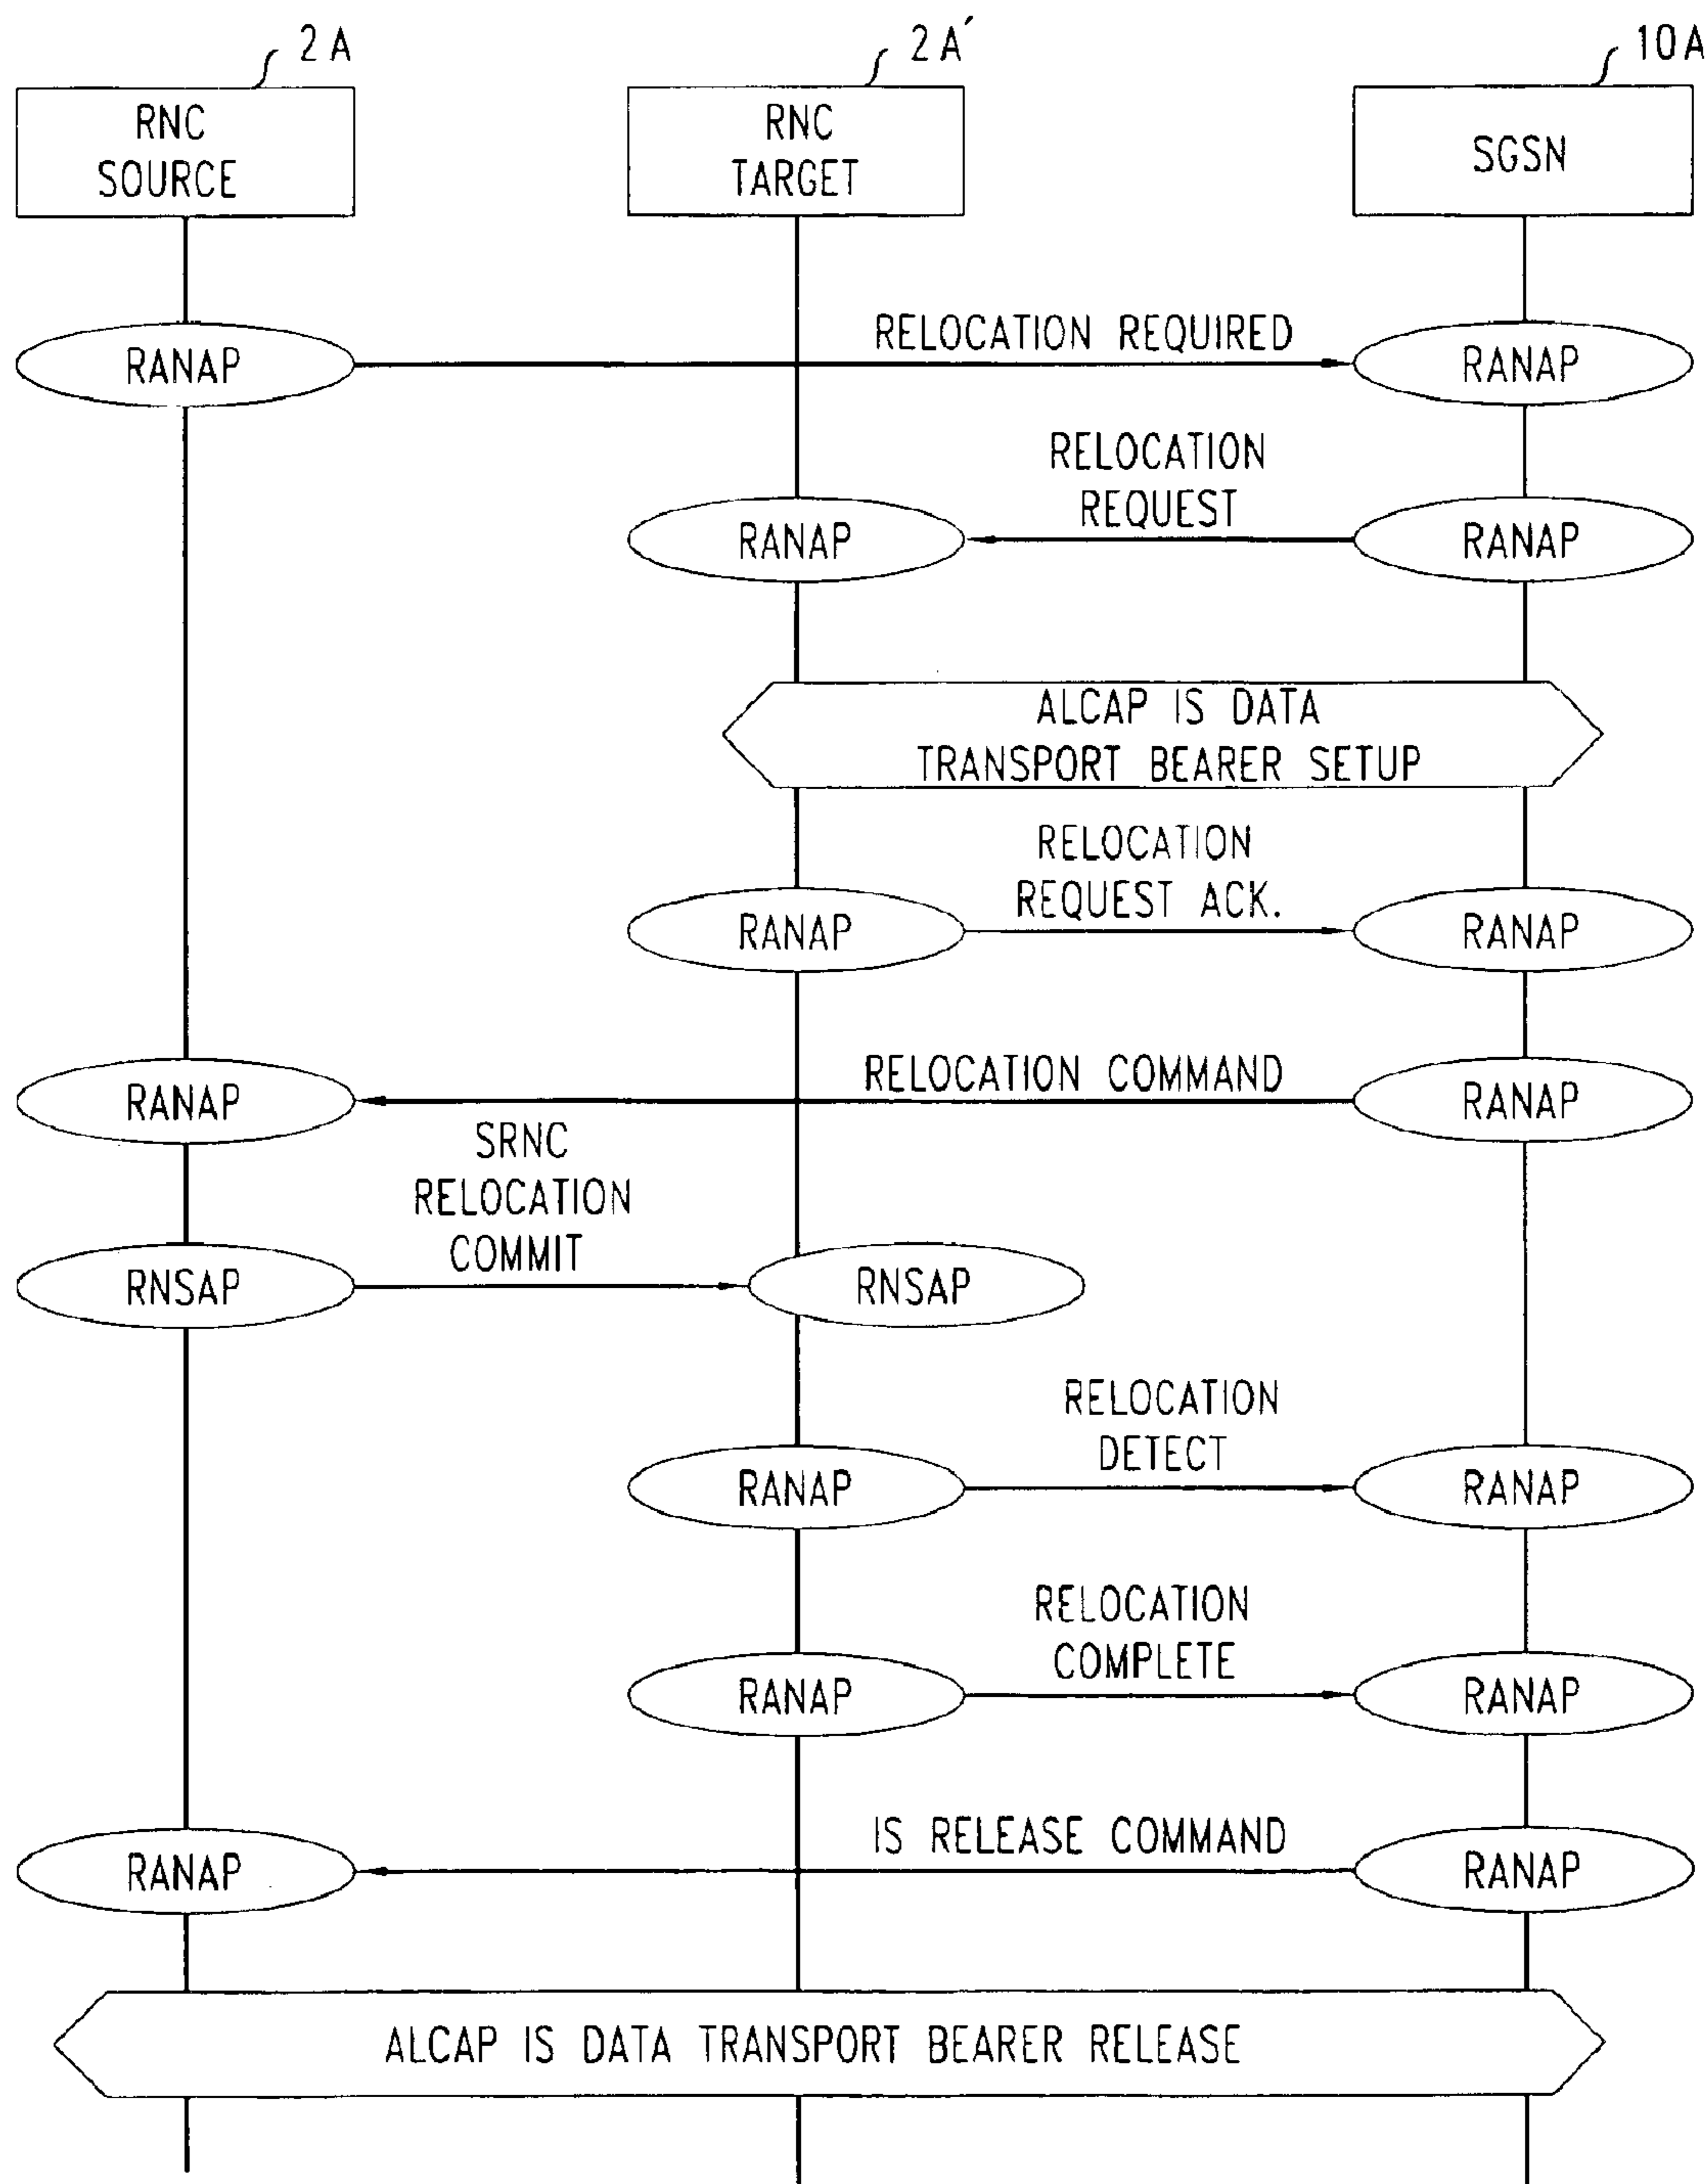 2A
2A´
10A
RNC
SOURCE
RNC
TARGET
SGSN
RELOCATION REQUIRED
RANAP
RANAP
RELOCATION
REQUEST
RANAP
RANAP
ALCAP IS DATA
TRANSPORT BEARER SETUP
RELOCATION
REQUEST ACK.
RANAP
RANAP
RELOCATION COMMAND
RANAP
RANAP
SRNC
RELOCATION
COMMIT
RNSAP
RNSAP
RELOCATION
DETECT
RANAP
RANAP
RELOCATION
COMPLETE
RANAP
RANAP
IS RELEASE COMMAND
RANAP
RANAP
ALCAP IS DATA TRANSPORT BEARER RELEASE